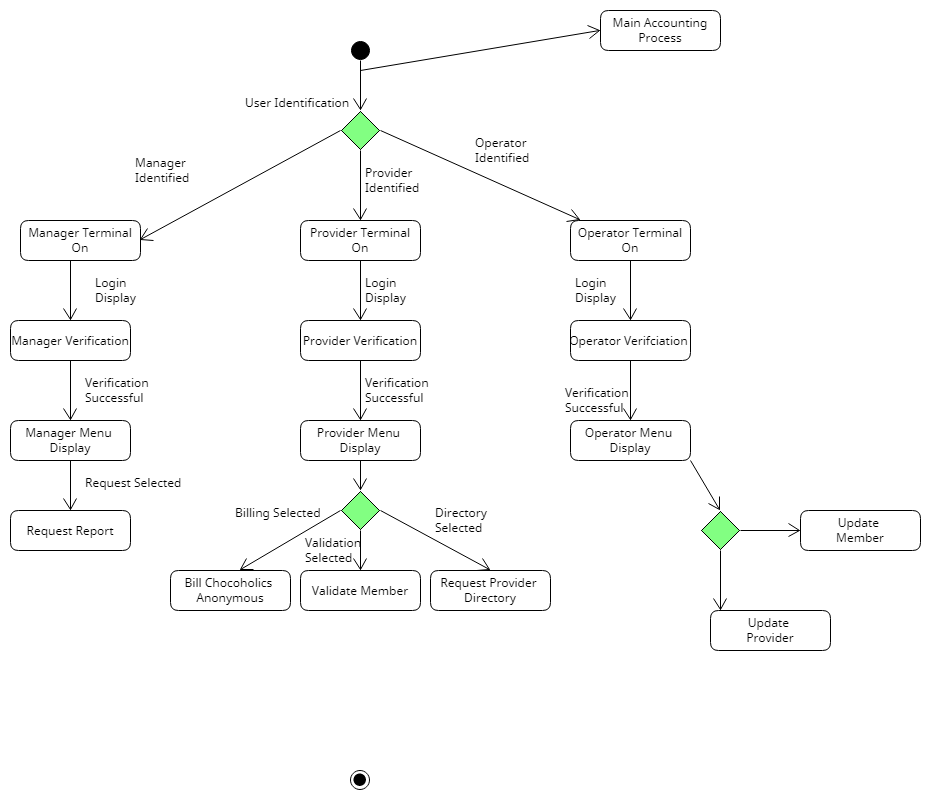 Main Accounting
Process
User Identification
Operator
Identified
Manager
Identified
Provider
Identified
Manager Terminal
On
Provider Terminal
On
Operator Terminal
On
Login
Display
Login
Display
Login
Display
Manager Verification
Provider Verification
Operator Verifciation
Verification
Successful
Verification
Successful
Verification
Successful
Manager Menu
Display
Provider Menu
Display
Operator Menu
Display
Request Selected
Billing Selected
Directory
Selected
Request Report
Update
Member
Validation
Selected
Bill Chocoholics
Anonymous
Validate Member
Request Provider
Directory
Update
Provider